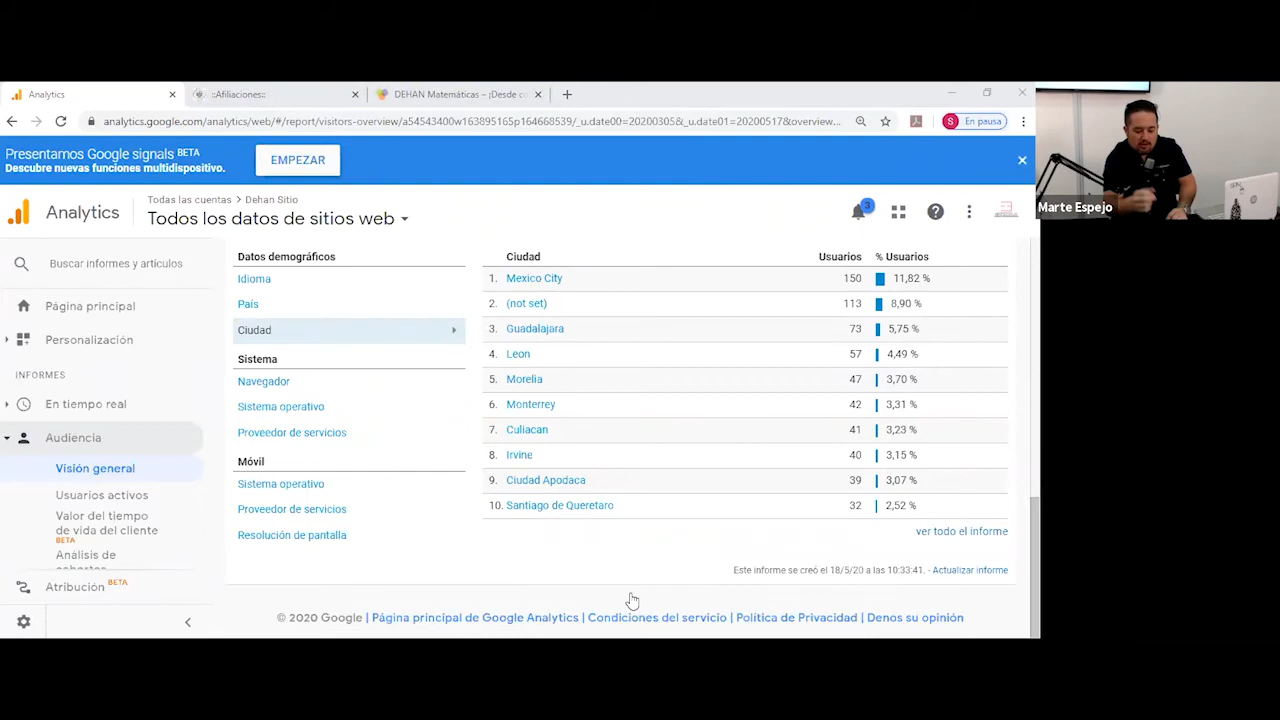 Analytics
::Afiliaciones::
DEHAN Matemáticas – ¡Desde co
analytics.google.com/analytics/web/#/report/visitors-overview/a54543400w163895165p164668539/_u.date00=20200305&_u.date01=20200517&overview...
S
En pausa
Presentamos Google signals BETA
Descubre nuevas funciones multidispositivo.
EMPEZAR
Marte Espejo
Analytics
Todas las cuentas > Dehan Sitio
Todos los datos de sitios web
3
Buscar informes y artículos
Página principal
Personalización
INFORMES
En tiempo real
Audiencia
Visión general
Usuarios activos
Valor del tiempo
de vida del cliente
BETA
Análisis de
cohortes
Atribución BETA
Datos demográficos
Idioma
País
Ciudad
Sistema
Navegador
Sistema operativo
Proveedor de servicios
Móvil
Sistema operativo
Proveedor de servicios
Resolución de pantalla
Ciudad Usuarios % Usuarios
1. Mexico City 150 11,82 %
2. (not set) 113 8,90 %
3. Guadalajara 73 5,75 %
4. Leon 57 4,49 %
5. Morelia 47 3,70 %
6. Monterrey 42 3,31 %
7. Culiacan 41 3,23 %
8. Irvine 40 3,15 %
9. Ciudad Apodaca 39 3,07 %
10. Santiago de Queretaro 32 2,52 %
ver todo el informe
Este informe se creó el 18/5/20 a las 10:33:41. - Actualizar informe
© 2020 Google | Página principal de Google Analytics | Condiciones del servicio | Política de Privacidad | Denos su opinión